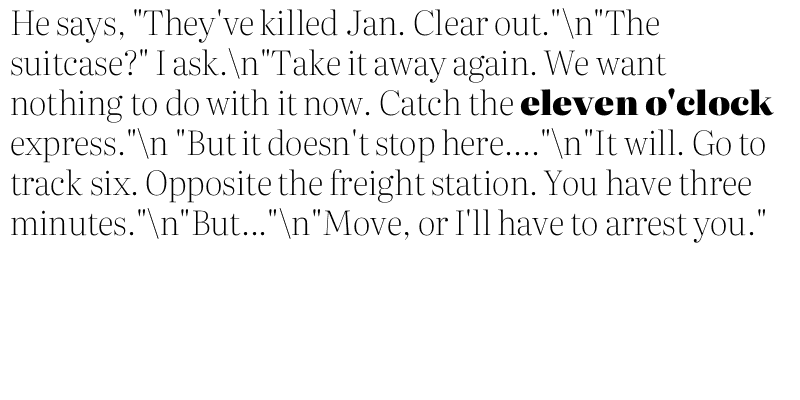 He says, "They've killed Jan. Clear out."\n"The
suitcase?" I ask.\n"Take it away again. We want
nothing to do with it now. Catch the eleven o'clock
express."\n "But it doesn't stop here...."\n"It will. Go to
track six. Opposite the freight station. You have three
minutes."\n"But..."\n"Move, or I'll have to arrest you."